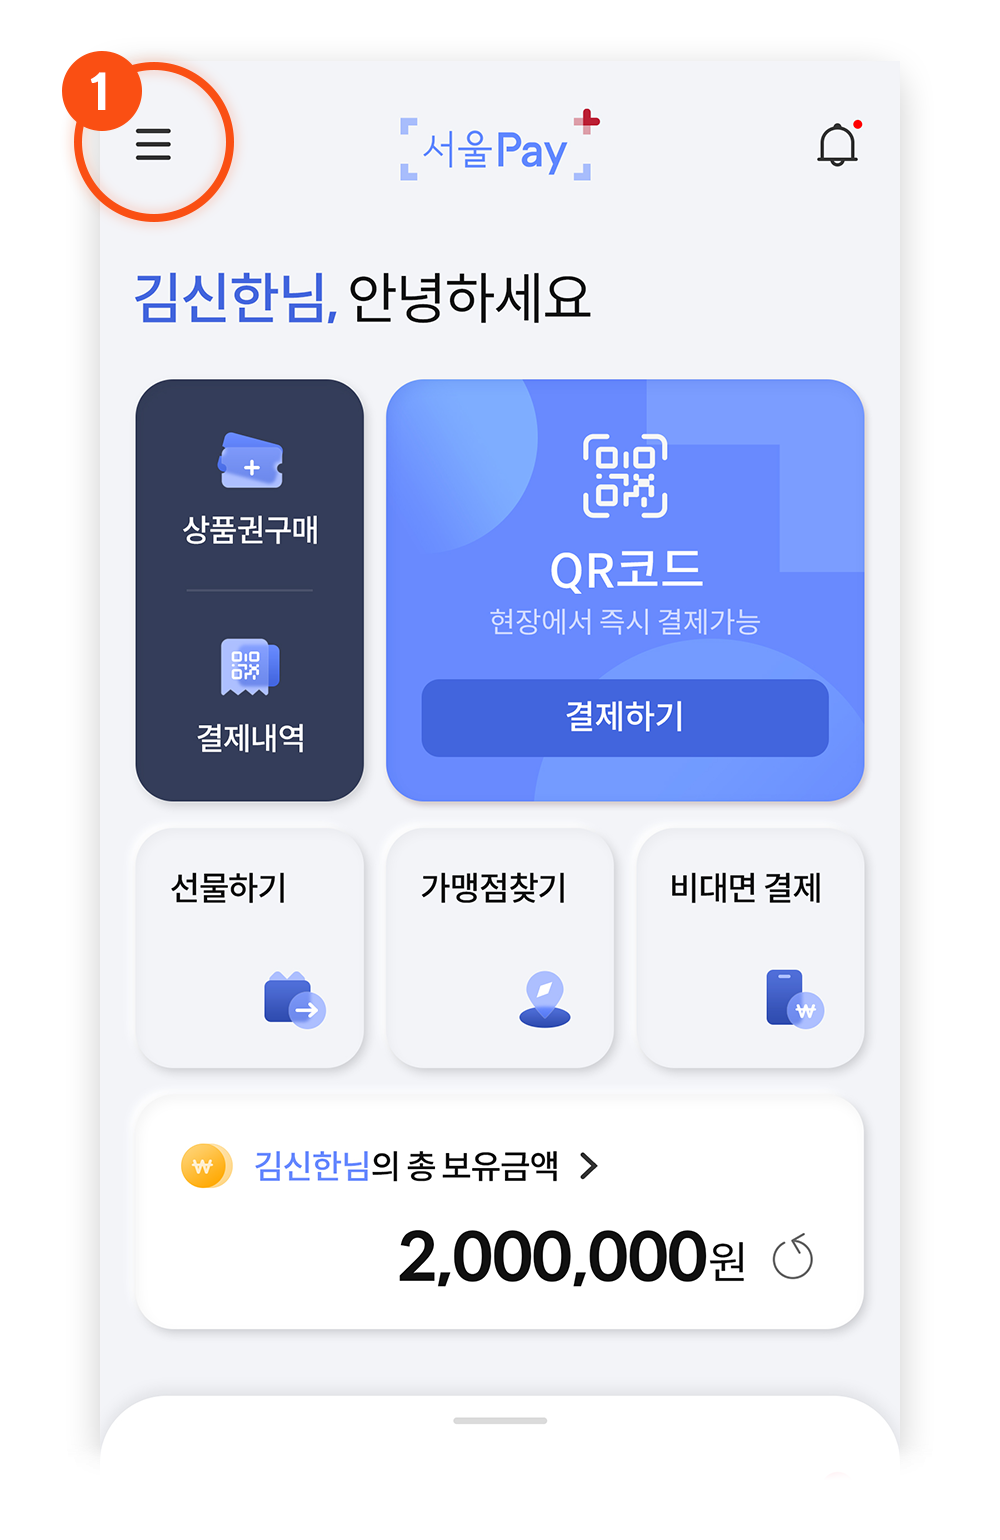 1
서울Pay
김신한님, 안녕하세요
상품권구매
결제내역
QR코드
현장에서 즉시 결제가능
결제하기
선물하기
가맹점찾기
비대면 결제
₩
₩ 김신한님의 총 보유금액 >
2,000,000원